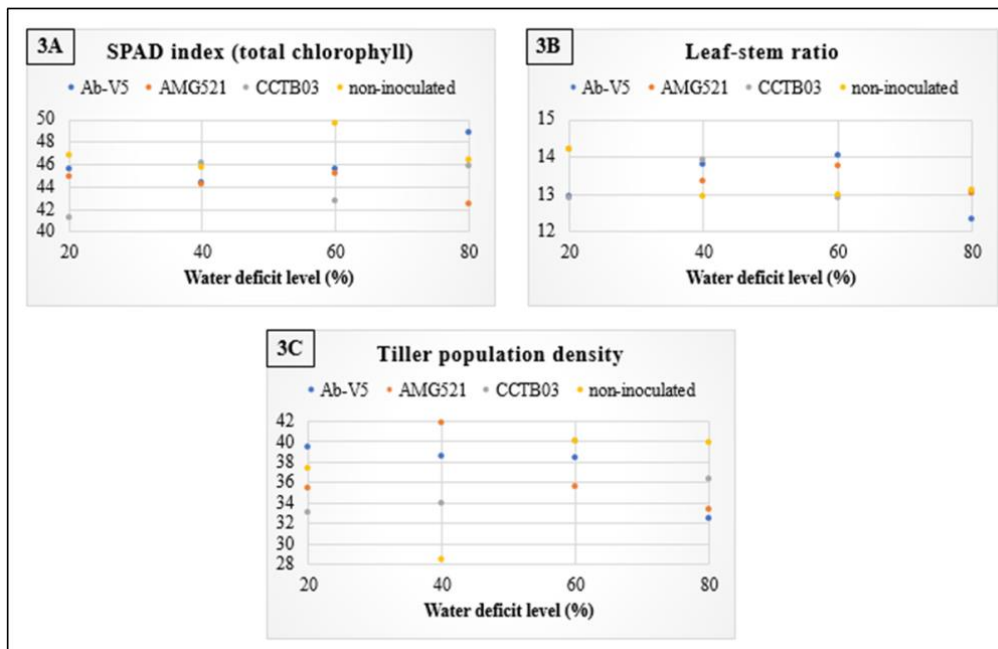 3A
SPAD index (total chlorophyll)
Ab-V5 AMG521 CCTB03 non-inoculated
50
48
46
44
42
40
20 40 60 80
Water deficit level (%)
3B
Leaf-stem ratio
Ab-V5 AMG521 CCTB03 non-inoculated
15
14
13
12
20 40 60 80
Water deficit level (%)
3C
Tiller population density
Ab-V5 AMG521 CCTB03 non-inoculated
42
40
38
36
34
32
30
28
20 40 60 80
Water deficit level (%)